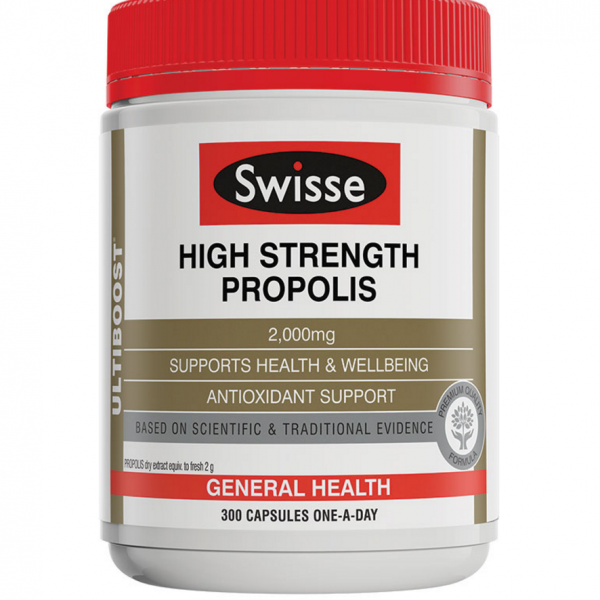 Swisse
HIGH STRENGTH
PROPOLIS
ULTIBOOST
2,000mg
SUPPORTS HEALTH & WELLBEING
ANTIOXIDANT SUPPORT
BASED ON SCIENTIFIC & TRADITIONAL EVIDENCE
PREMIUM QUALITY
FORMULA
PROPOLIS dry extract equiv. to fresh 2 g
GENERAL HEALTH
300 CAPSULES ONE-A-DAY